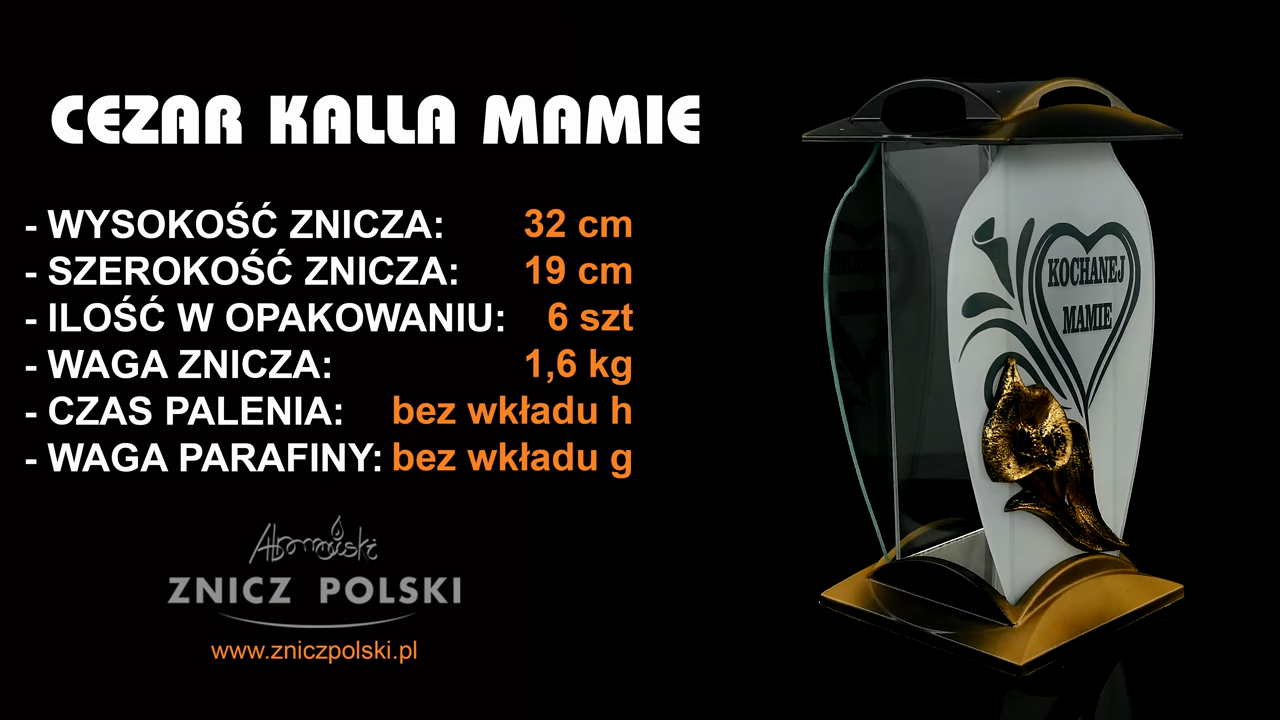 CEZAR KALLA MAMIE
- WYSOKOŚĆ ZNICZA: 32 cm
- SZEROKOŚĆ ZNICZA: 19 cm
- ILOŚĆ W OPAKOWANIU: 6 szt
- WAGA ZNICZA: 1,6 kg
- CZAS PALENIA: bez wkładu h
- WAGA PARAFINY: bez wkładu g
ZNICZ POLSKI
www.zniczpolski.pl
KOCHANEJ
MAMIE